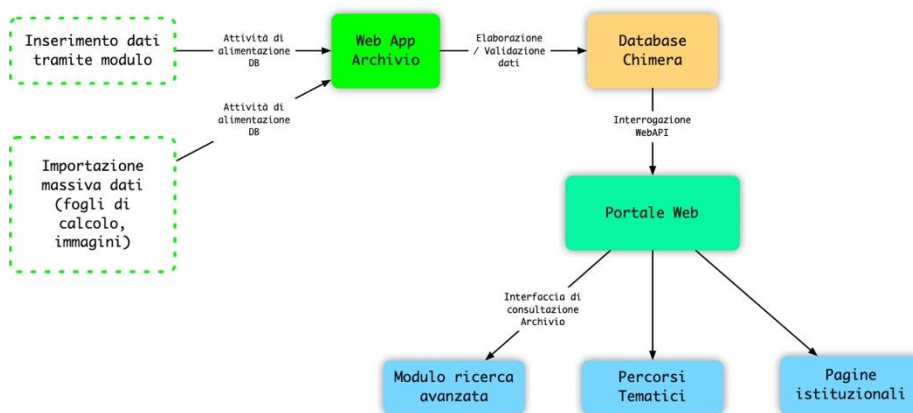 Inserimento dati
tramite modulo
Attività di
alimentazione
DB
Web App
Archivio
Elaborazione
/ Validazione
dati
Database
Chimera
Attività di
alimentazione
DB
Importazione
massiva dati
(fogli di
calcolo,
immagini)
Interrogazione
WebAPI
Portale Web
Interfaccia di
consultazione
Archivio
Modulo ricerca
avanzata
Percorsi
Tematici
Pagine
istituzionali